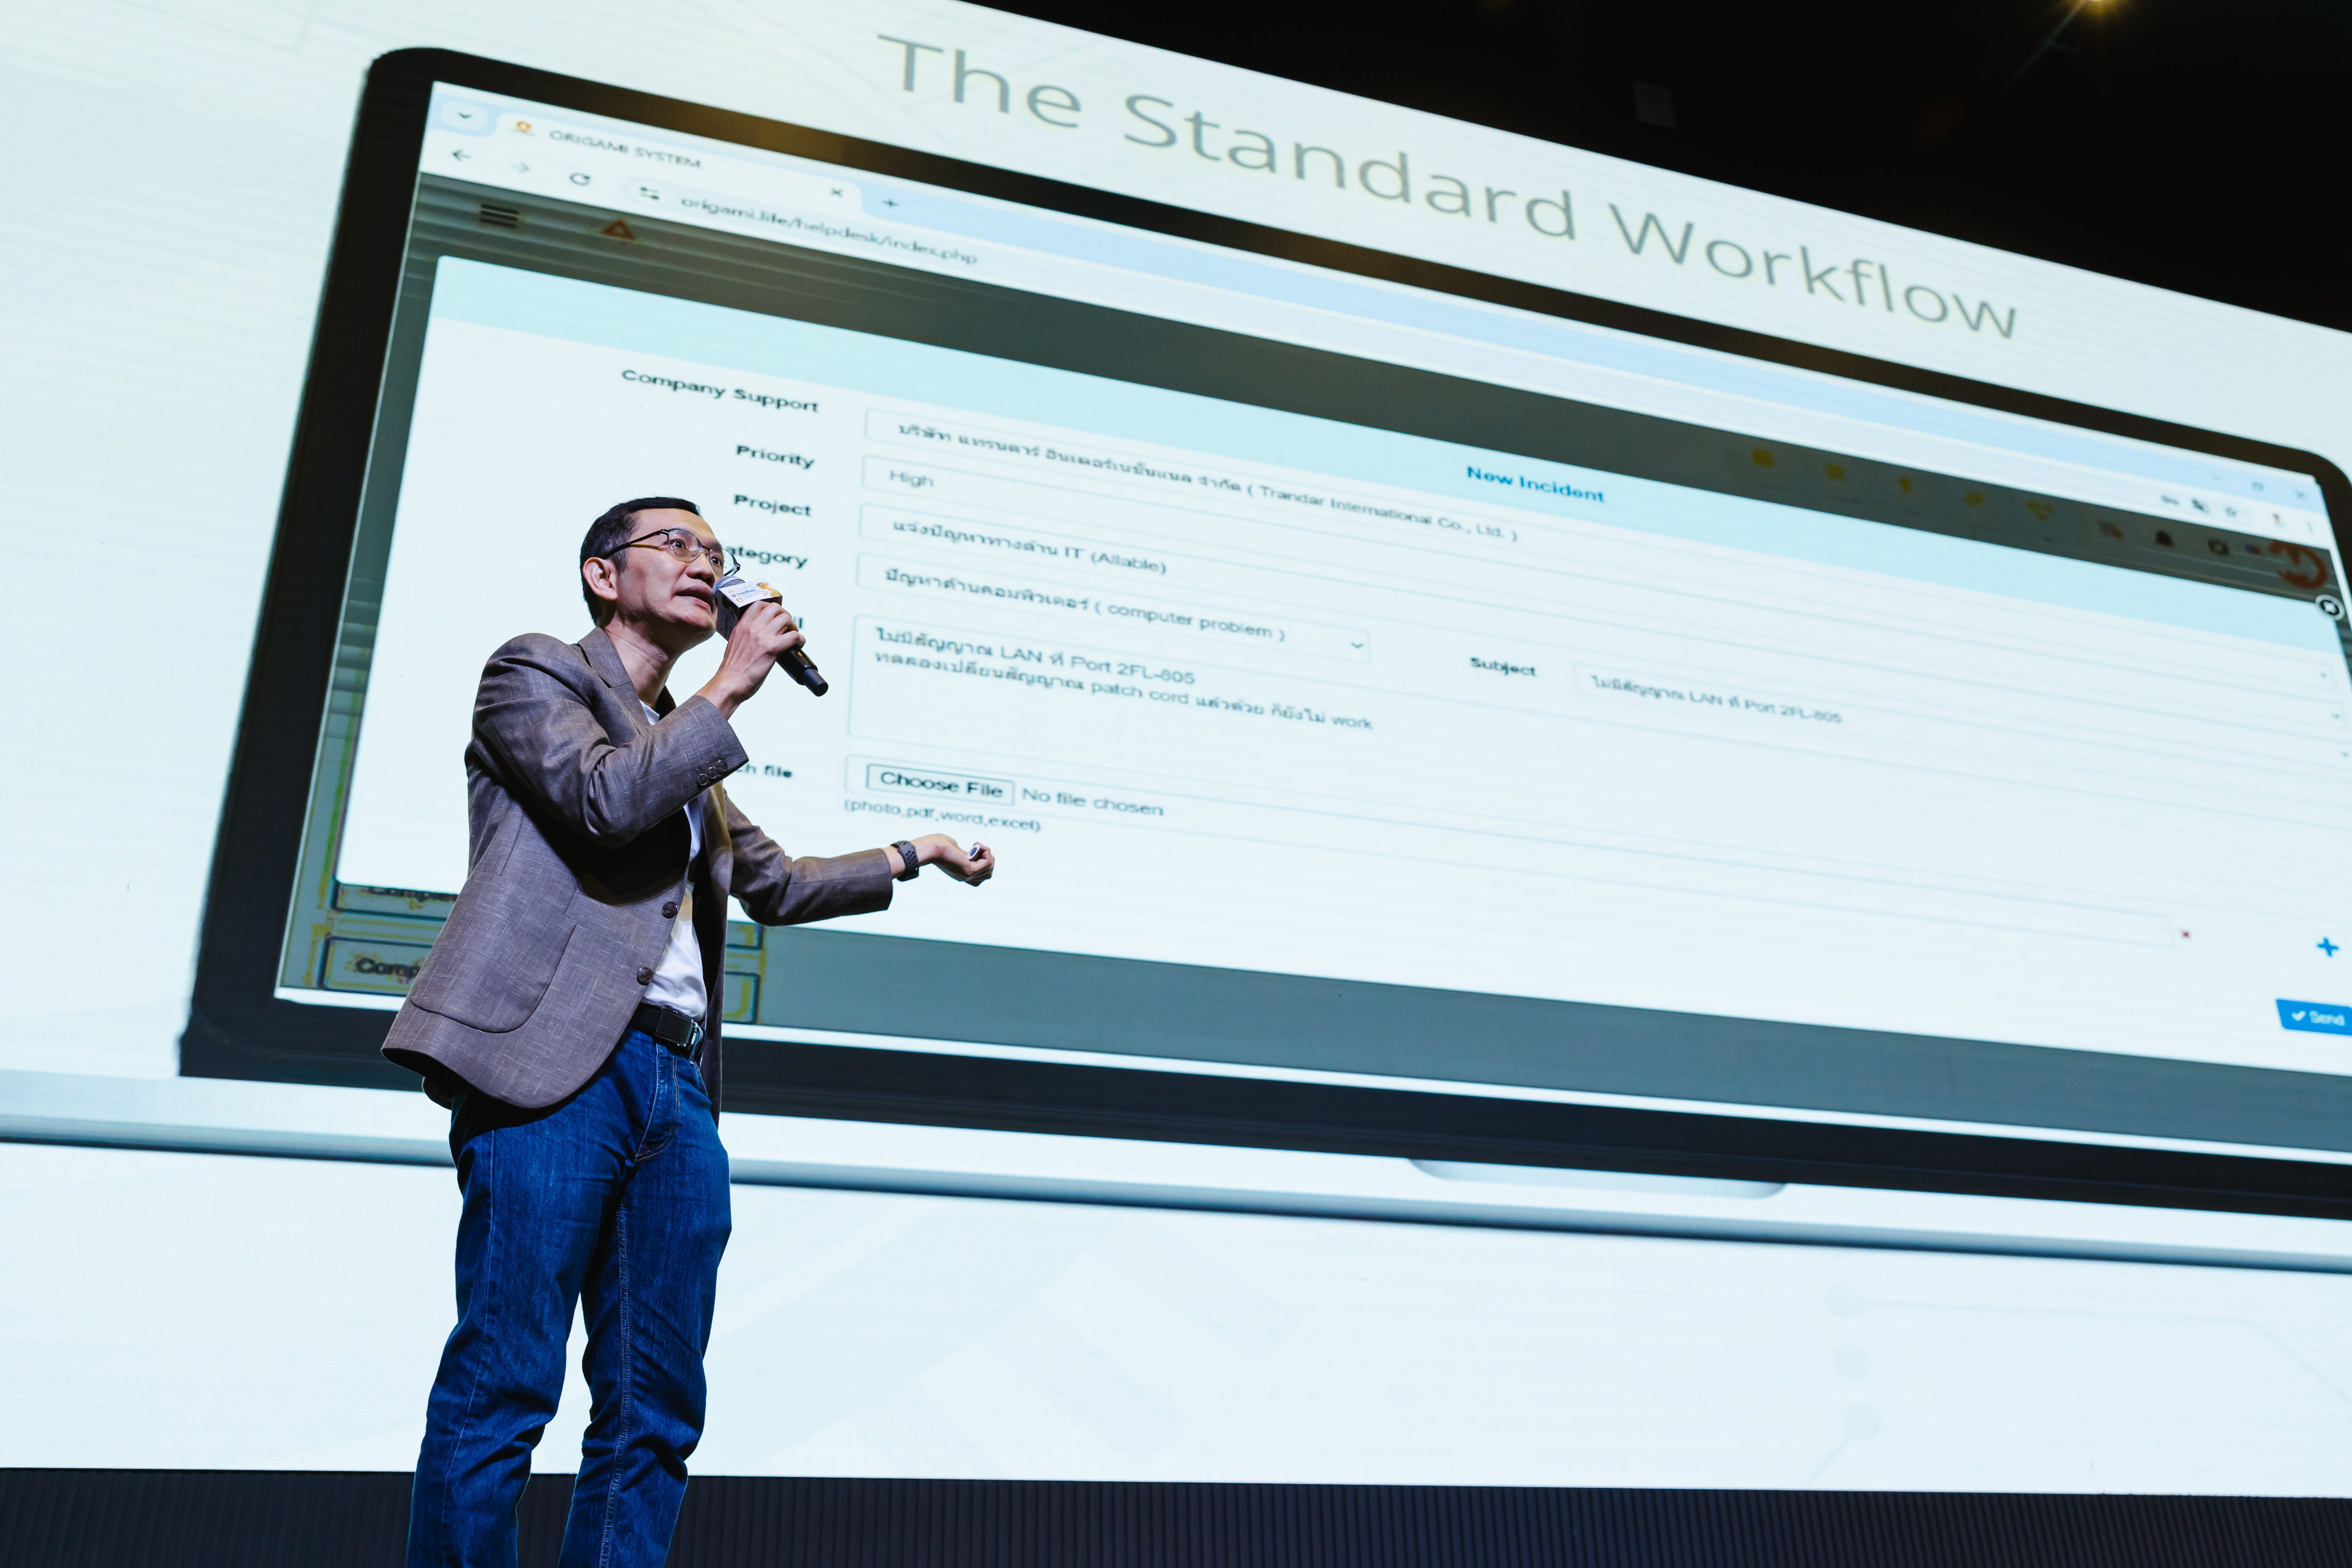 The Standard Workflow
ORIGAMI SYSTEM
origami.life/helpdesk/index.php
New Incident
Company Support
บริษัท แทรนดาร์ อินเตอร์เนชั่นแนล จำกัด ( Trandar International Co., Ltd. )
Priority
High
Project
แจ้งปัญหาทางด้าน IT (Allable)
ategory
ปัญหาด้านคอมพิวเตอร์ ( computer problem )
Subject
ไม่มีสัญญาณ LAN ที่ Port 2FL-805
ไม่มีสัญญาณ LAN ที่ Port 2FL-805
ทดลองเปลี่ยนสัญญาณ patch cord แล้วด้วย ก็ยังไม่ work
h file
Choose File No file chosen
(photo,pdf,word,excel)
Send
Comp